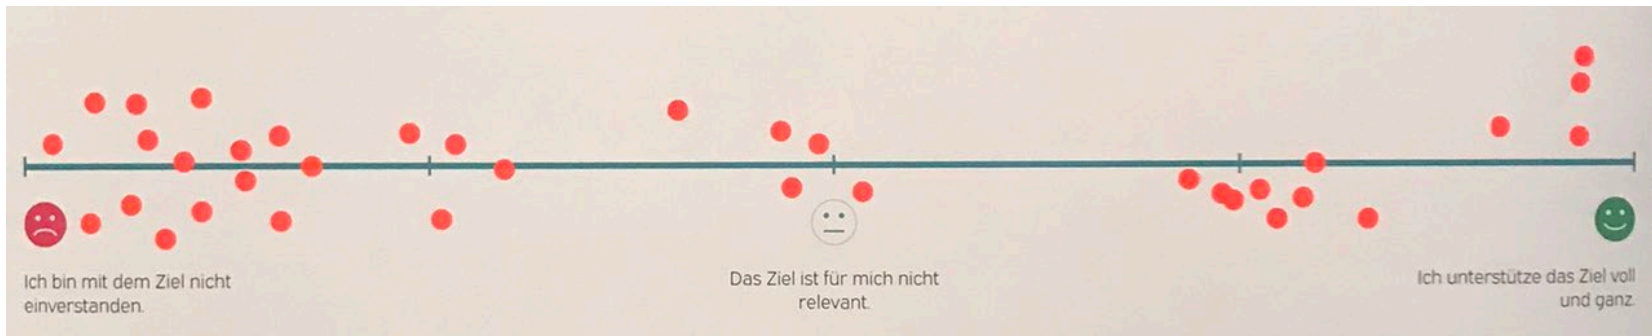 Ich bin mit dem Ziel nicht
einverstanden.
Das Ziel ist für mich nicht
relevant.
Ich unterstütze das Ziel voll
und ganz.